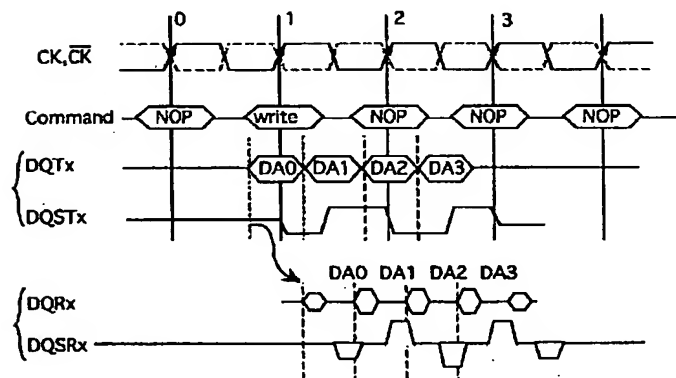 0 1 2 3
CK, C̅K̅
Command NOP write NOP NOP NOP
DQTx DA0 DA1 DA2 DA3
DQSTx
DA0 DA1 DA2 DA3
DQRx
DQSRx